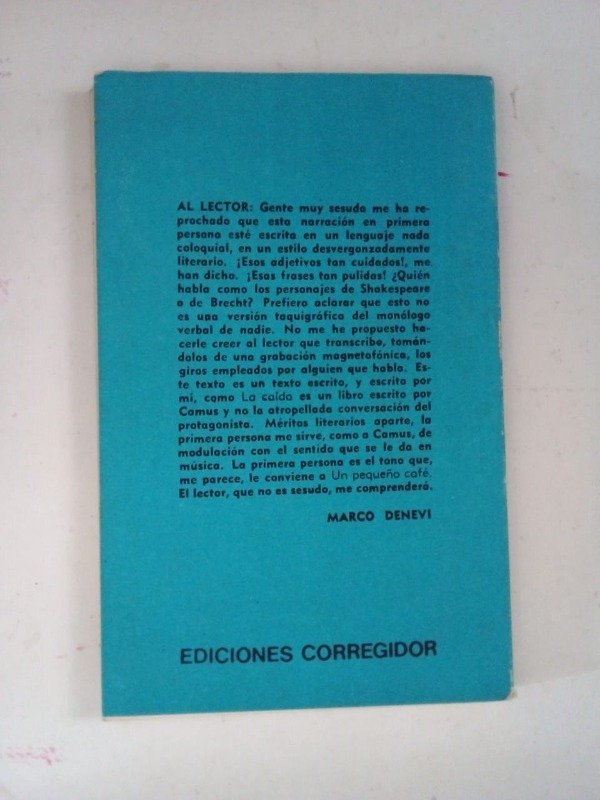 AL LECTOR: Gente muy sesuda me ha re-
prochado que esta narración en primera
persona esté escrita en un lenguaje nada
coloquial, en un estilo desvergonzadamente
literario. ¡Esos adjetivos tan cuidados!, me
han dicho. ¡Esas frases tan pulidas! ¿Quién
habla como los personajes de Shakespeare
o de Brecht? Prefiero aclarar que esto no
es una versión taquigráfica del monólogo
verbal de nadie. No me he propuesto ha-
cerle creer al lector que transcribo, tomán-
dolos de una grabación magnetofónica, los
giros empleados por alguien que habla. Es-
te texto es un texto escrito, y escrito por
mí, como La caída es un libro escrito por
Camus y no la atropellada conversación del
protagonista. Méritos literarios aparte, la
primera persona me sirve, como a Camus, de
modulación con el sentido que se le da en
música. La primera persona es el tono que,
me parece, le conviene a Un pequeño café.
El lector, que no es sesudo, me comprenderá.
MARCO DENEVI
EDICIONES CORREGIDOR